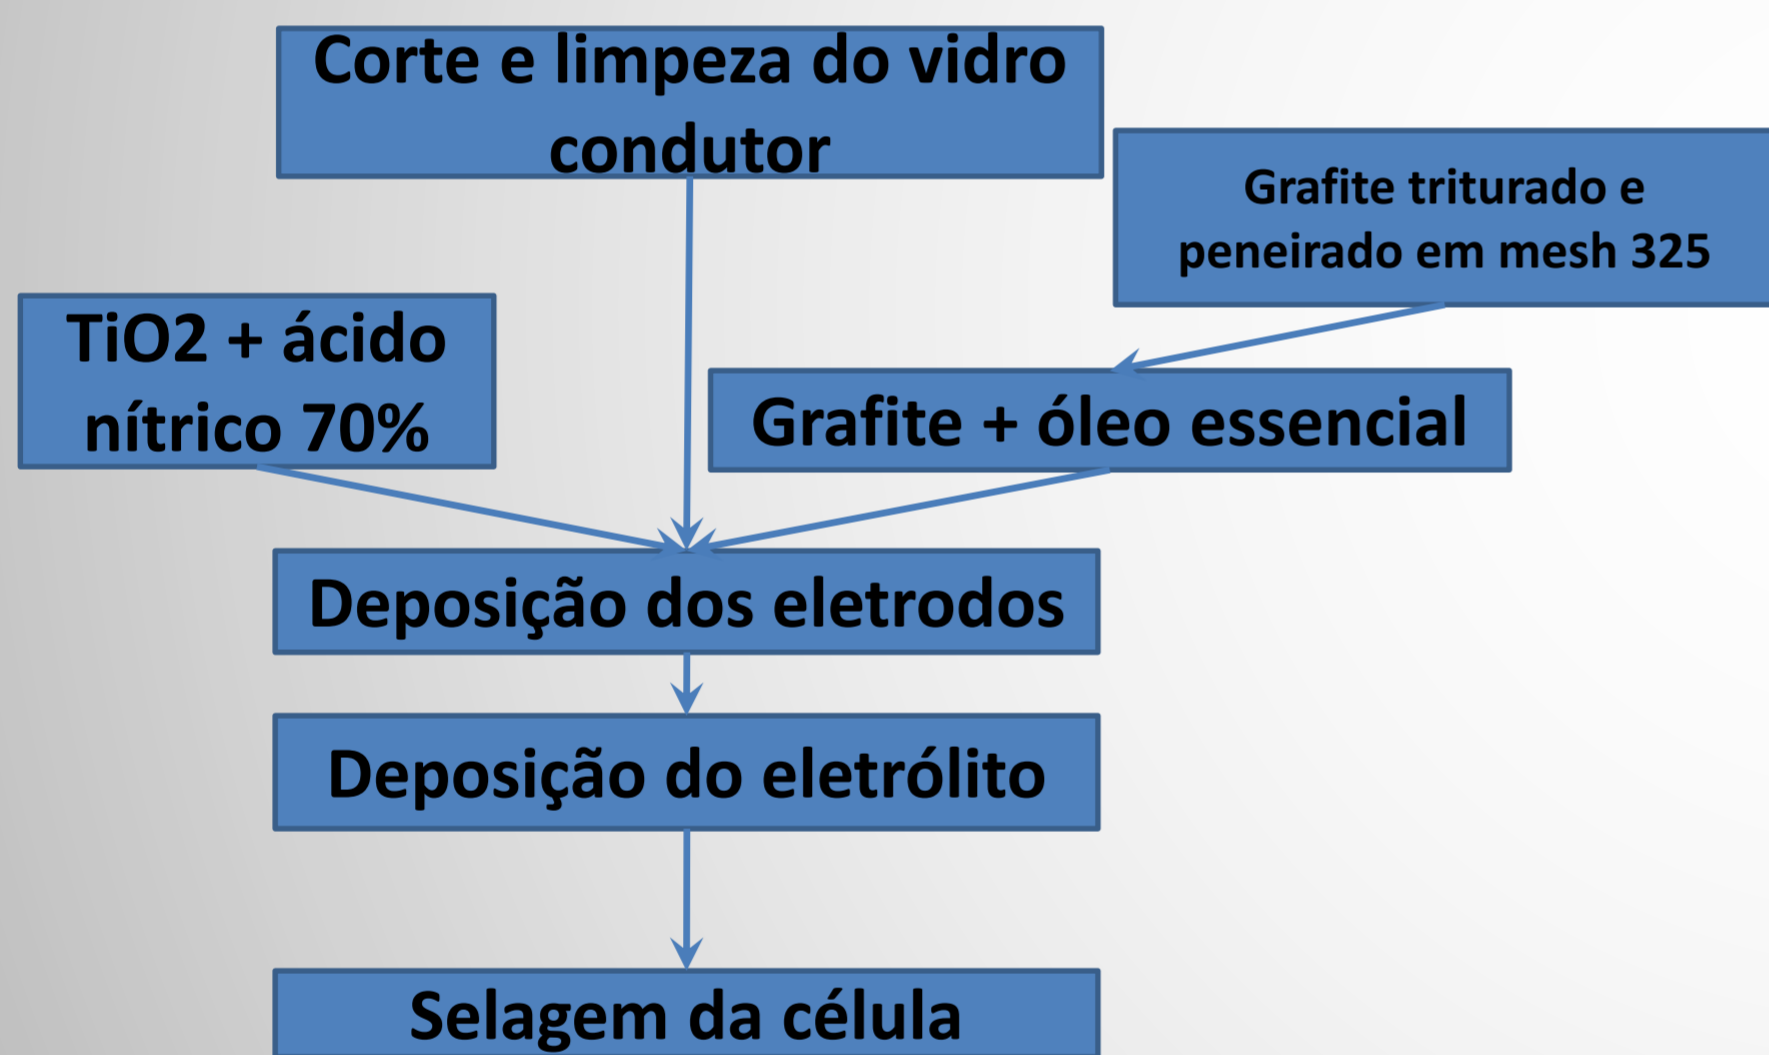 Corte e limpeza do vidro
condutor
Grafite triturado e
peneirado em mesh 325
TiO2 + ácido
nítrico 70%
Grafite + óleo essencial
Deposição dos eletrodos
Deposição do eletrólito
Selagem da célula